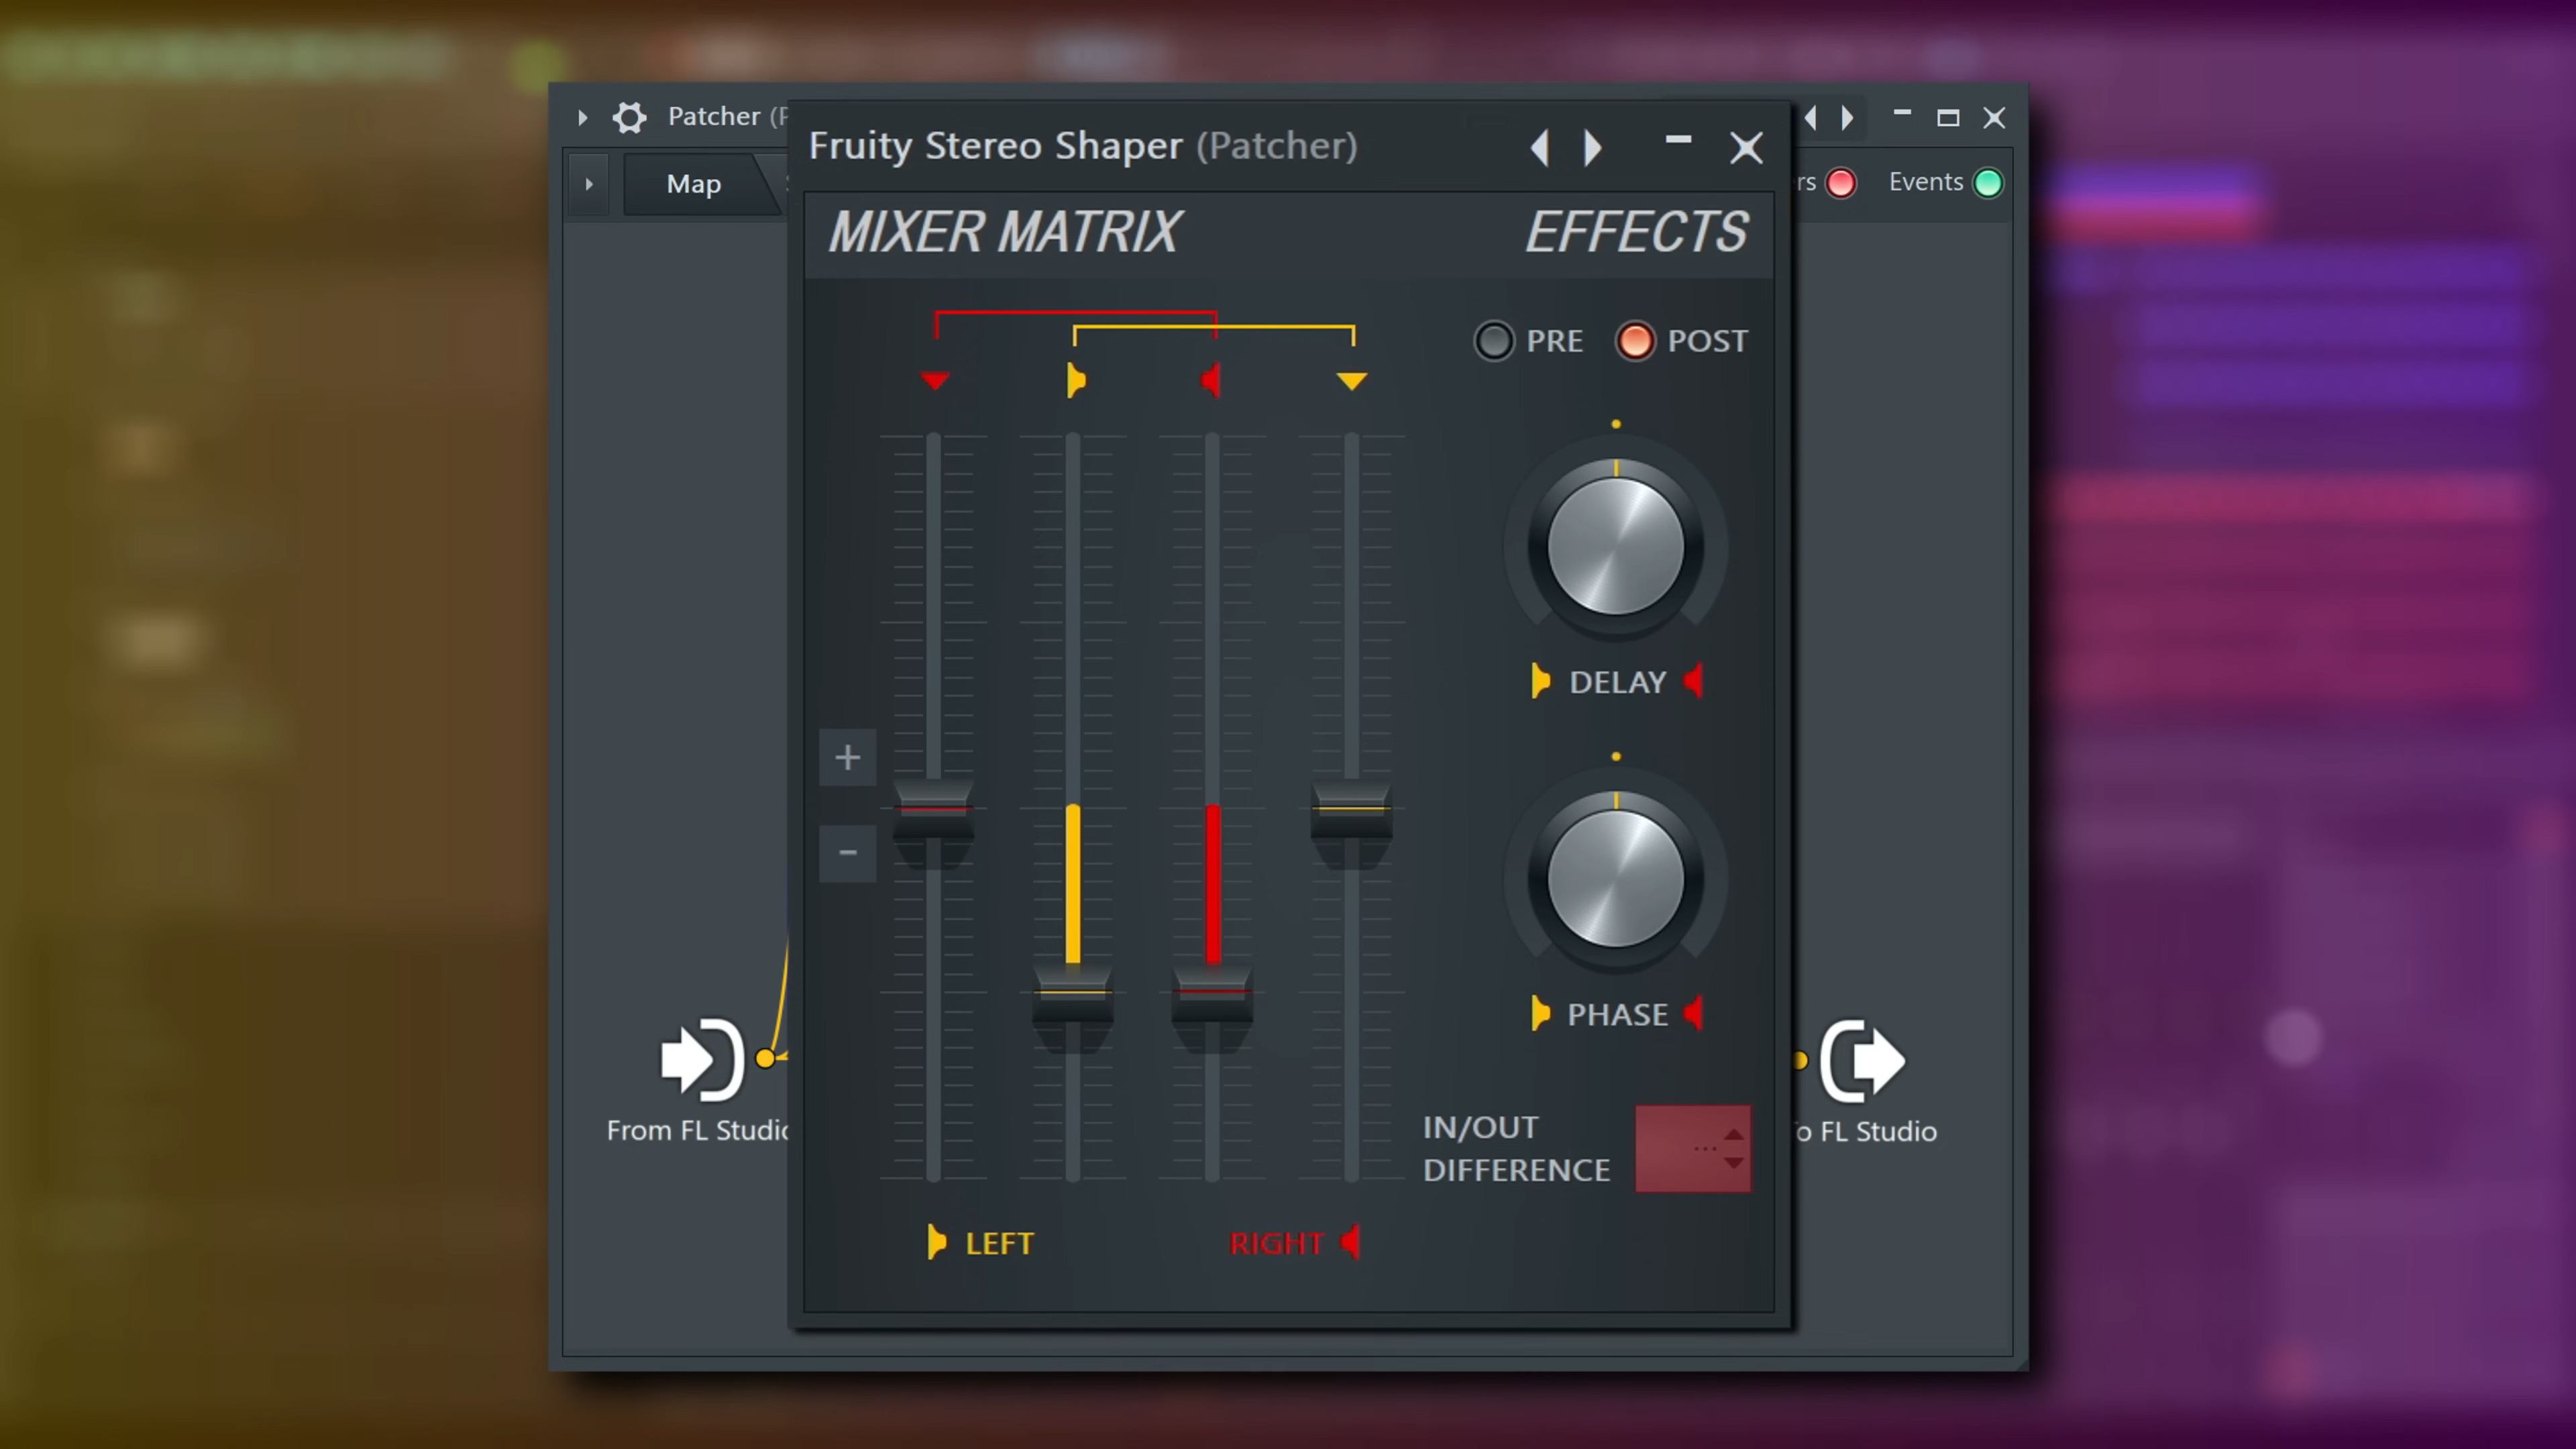 Patcher (P
Fruity Stereo Shaper (Patcher)
Map
rs
Events
MIXER MATRIX
EFFECTS
PRE
POST
DELAY
+
-
PHASE
From FL Studio
To FL Studio
IN/OUT
DIFFERENCE
...
LEFT
RIGHT